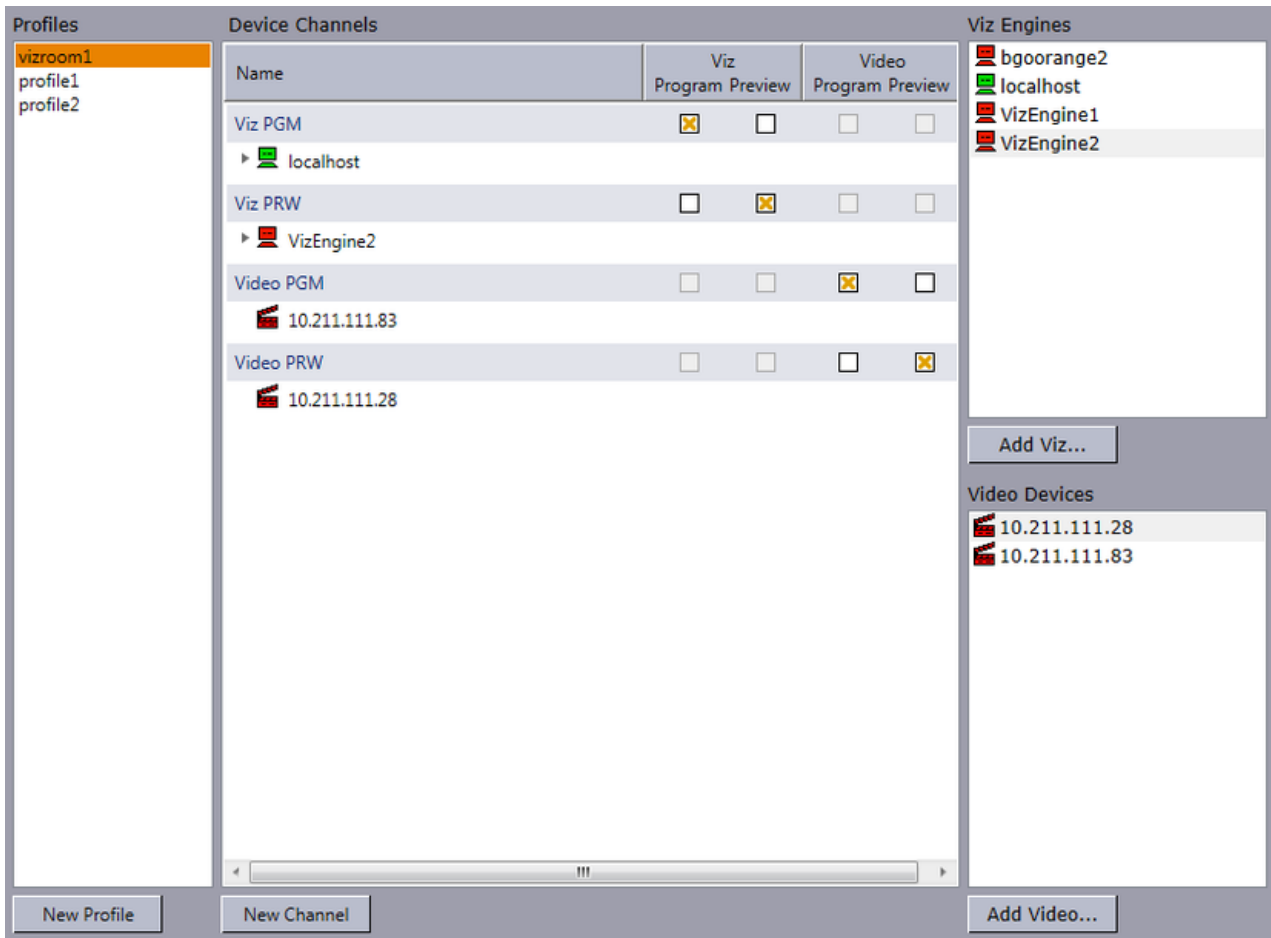 Profiles
vizroom1
profile1
profile2
New Profile
Device Channels
Name
Viz
Program Preview
Video
Program Preview
Viz PGM
localhost
Viz PRW
VizEngine2
Video PGM
10.211.111.83
Video PRW
10.211.111.28
New Channel
Viz Engines
bgoorange2
localhost
VizEngine1
VizEngine2
Add Viz...
Video Devices
10.211.111.28
10.211.111.83
Add Video...